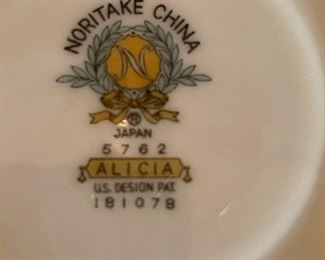 NORITAKE CHINA
N
®
JAPAN
5762
ALICIA
U.S. DESIGN PAT.
181078